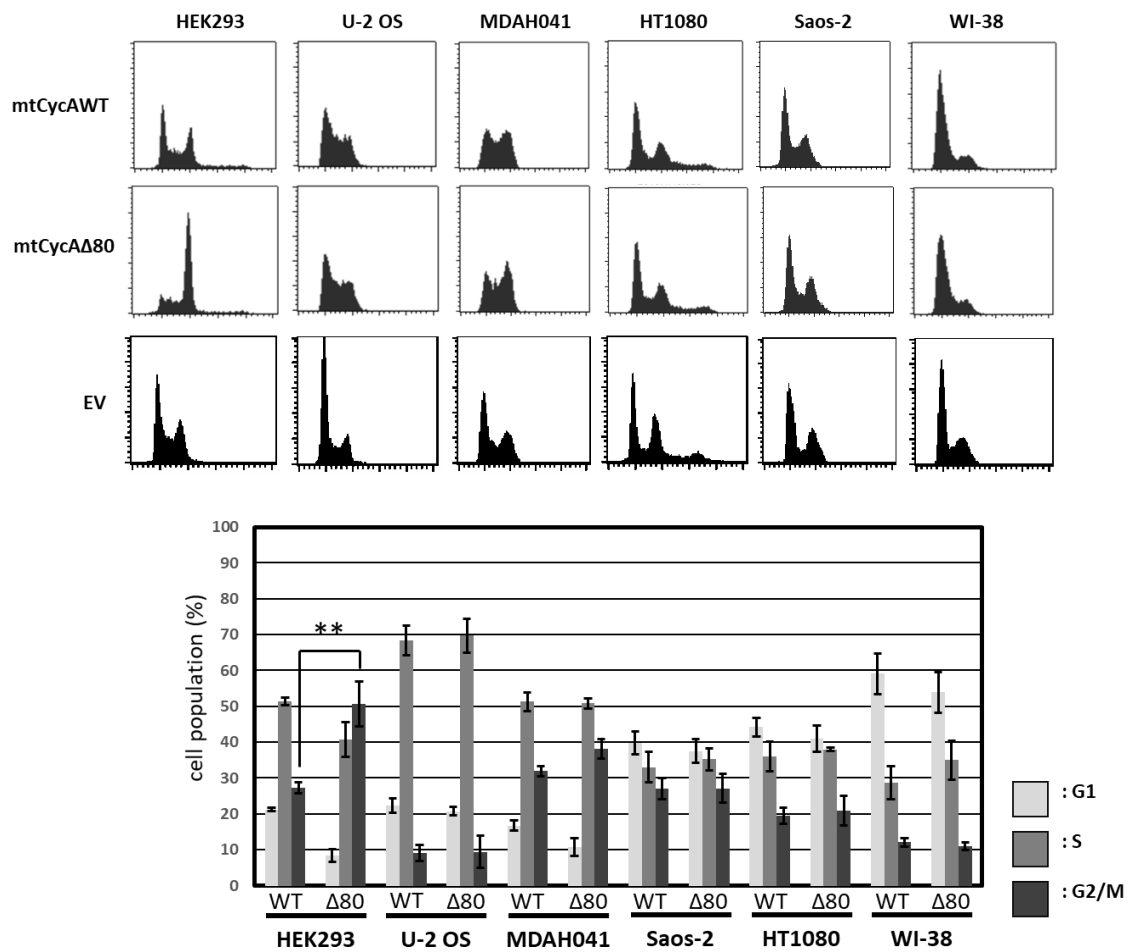 HEK293 U-2 OS MDAH041 HT1080 Saos-2 WI-38
mtCycAWT
mtCycAΔ80
EV
cell population (%)
100
90
80
70
60
50
40
30
20
10
0
**
WT Δ80 WT Δ80 WT Δ80 WT Δ80 WT Δ80 WT Δ80
HEK293 U-2 OS MDAH041 Saos-2 HT1080 WI-38
: G1
: S
: G2/M